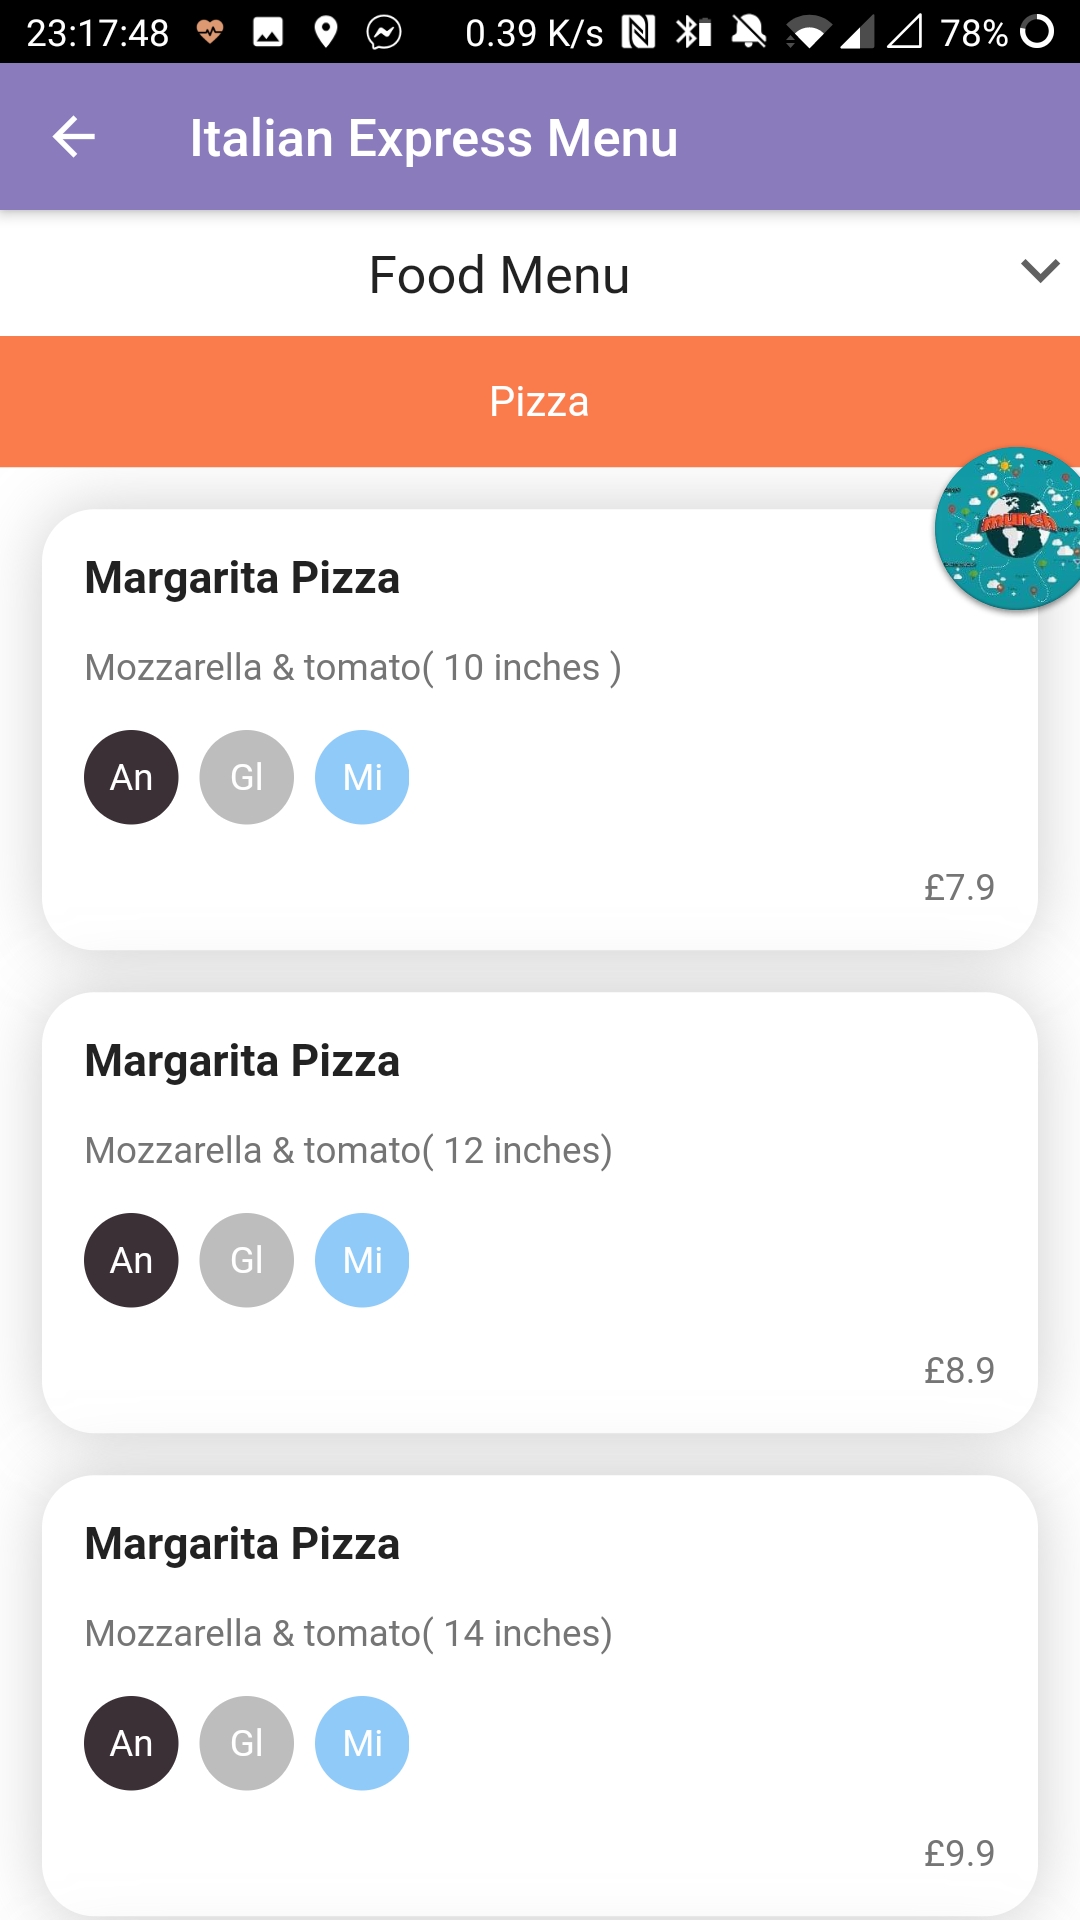 23:17:48 0.39 K/s 78%
Italian Express Menu
Food Menu
Pizza
munch
Margarita Pizza
Mozzarella & tomato( 10 inches )
An Gl Mi
£7.9
Margarita Pizza
Mozzarella & tomato( 12 inches)
An Gl Mi
£8.9
Margarita Pizza
Mozzarella & tomato( 14 inches)
An Gl Mi
£9.9